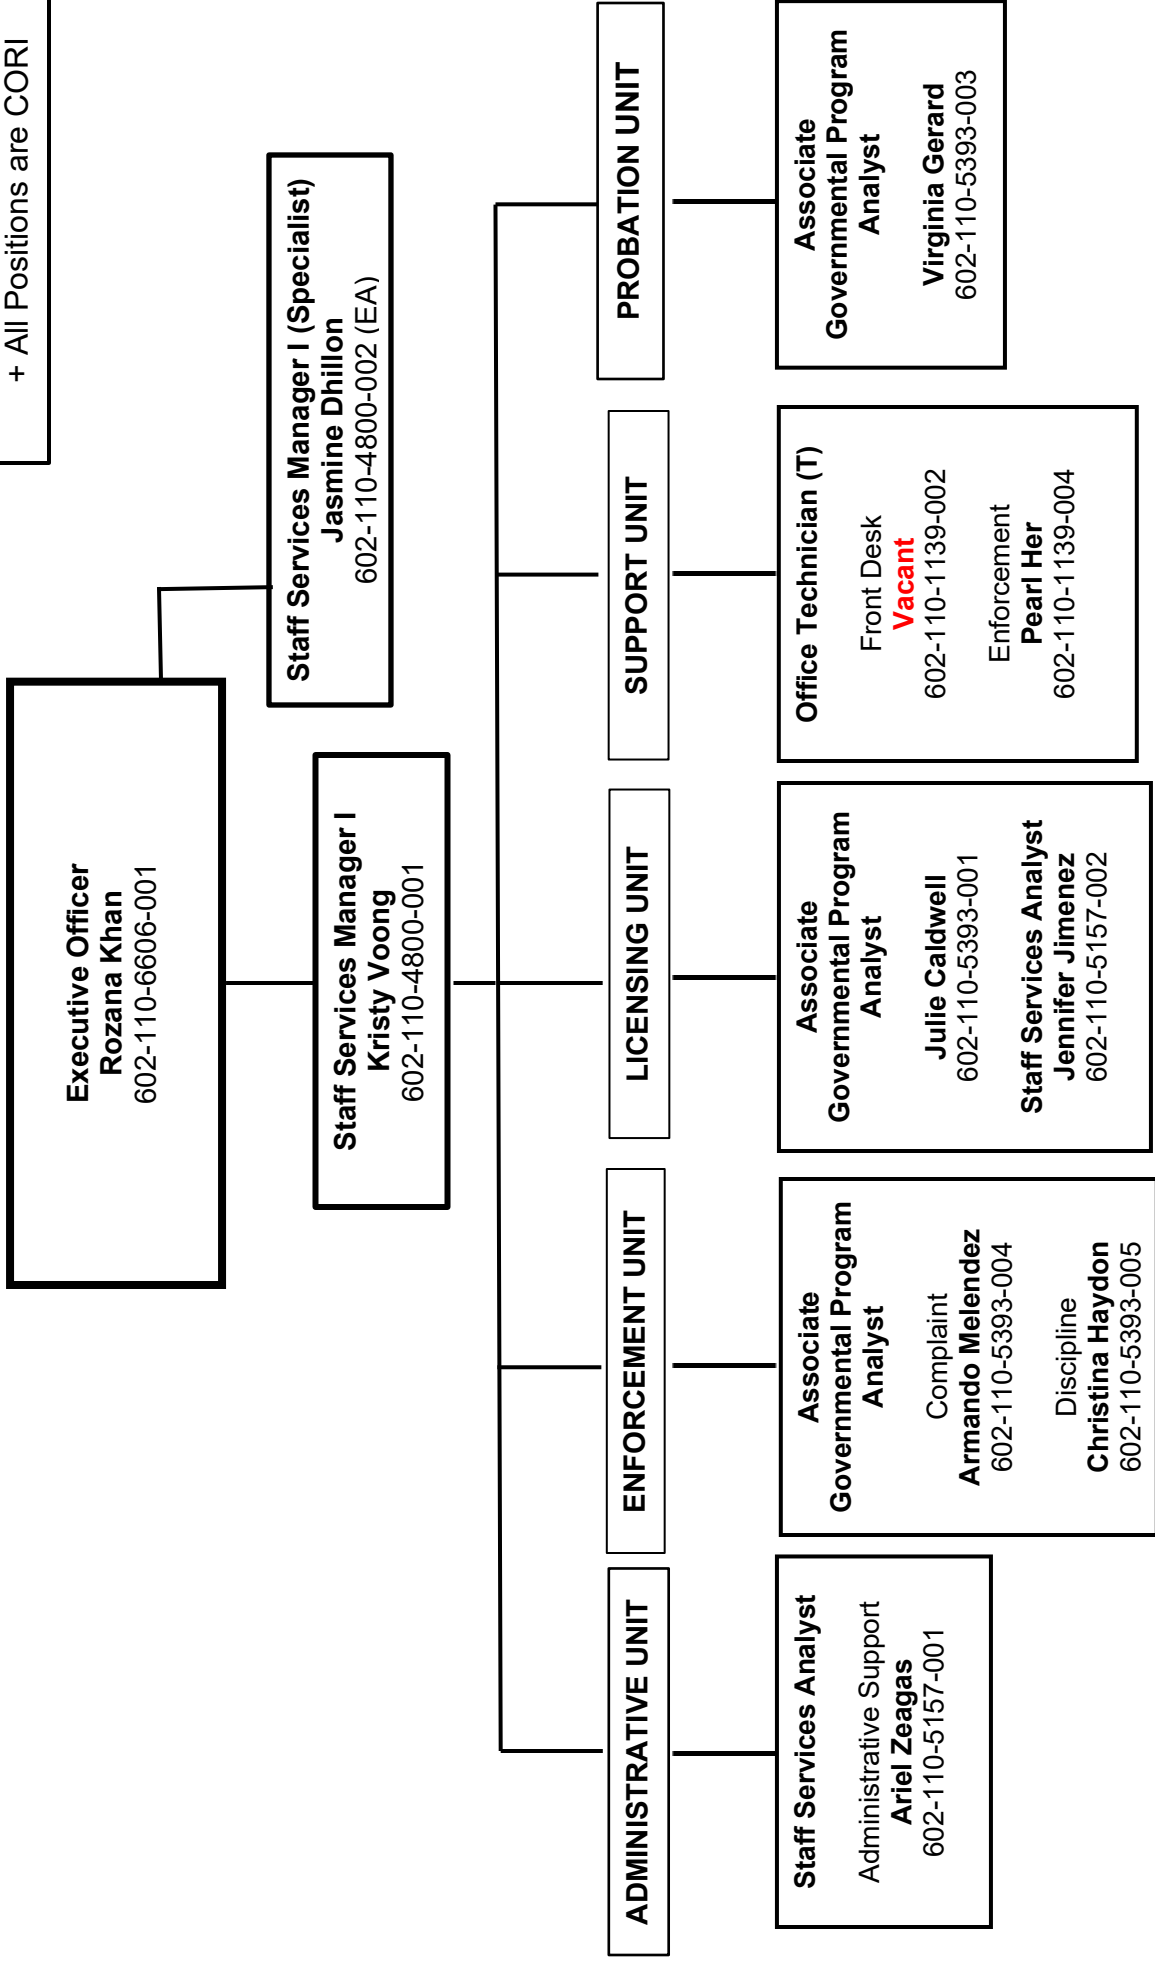 + All Positions are CORI
Executive Officer
Rozana Khan
602-110-6606-001
Staff Services Manager I (Specialist)
Jasmine Dhillon
602-110-4800-002 (EA)
Staff Services Manager I
Kristy Voong
602-110-4800-001
ADMINISTRATIVE UNIT
Staff Services Analyst
Administrative Support
Ariel Zeagas
602-110-5157-001
ENFORCEMENT UNIT
Associate
Governmental Program
Analyst
Complaint
Armando Melendez
602-110-5393-004
Discipline
Christina Haydon
602-110-5393-005
LICENSING UNIT
Associate
Governmental Program
Analyst
Julie Caldwell
602-110-5393-001
Staff Services Analyst
Jennifer Jimenez
602-110-5157-002
SUPPORT UNIT
Office Technician (T)
Front Desk
Vacant
602-110-1139-002
Enforcement
Pearl Her
602-110-1139-004
PROBATION UNIT
Associate
Governmental Program
Analyst
Virginia Gerard
602-110-5393-003